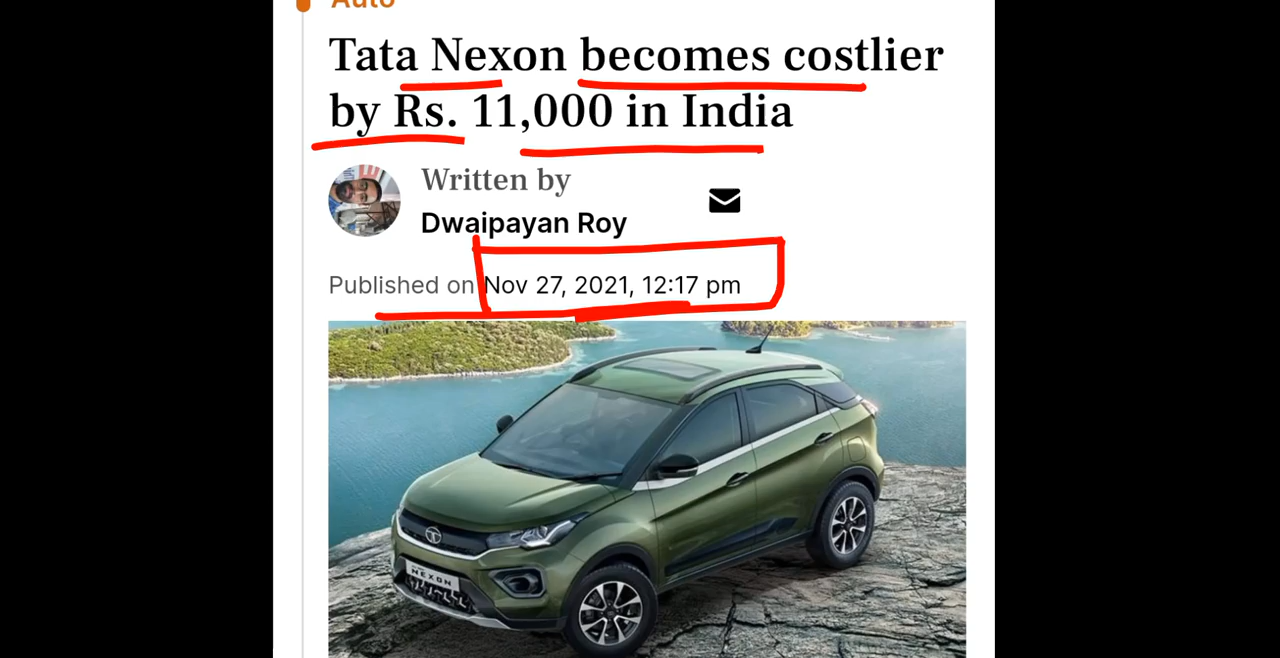 Auto
Tata Nexon becomes costlier
by Rs. 11,000 in India
Written by
Dwaipayan Roy
Published on Nov 27, 2021, 12:17 pm
NEXON